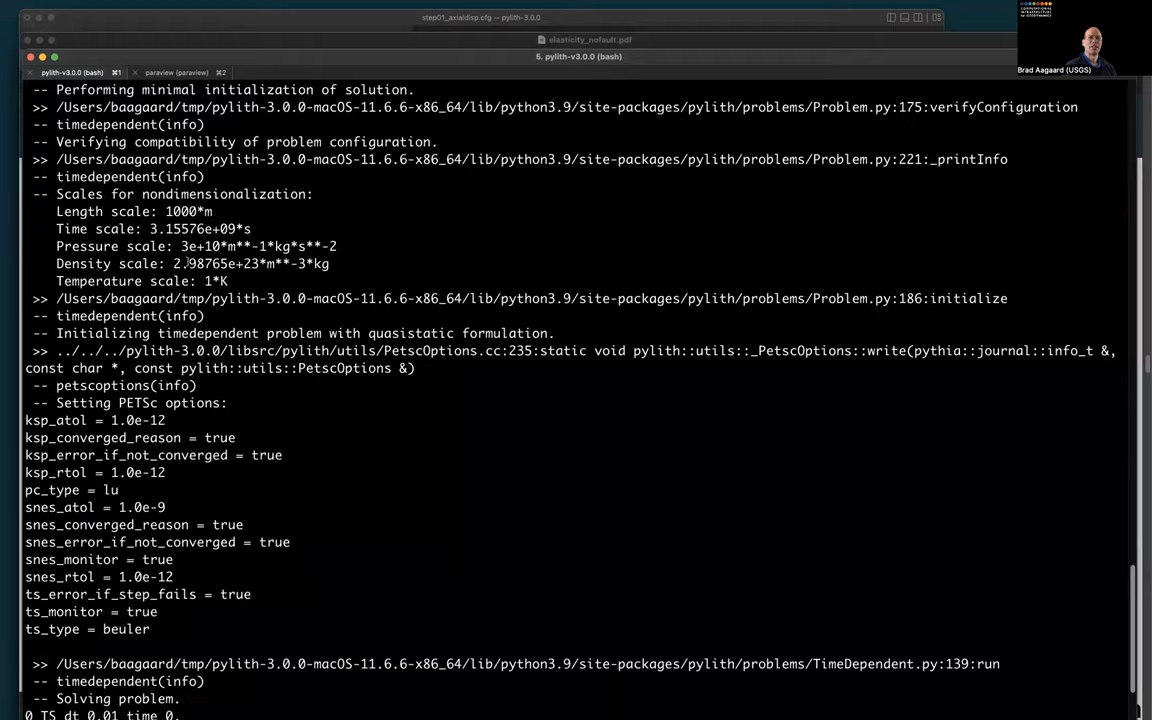 step01_axialdisp.cfg — pylith-3.0.0
elasticity_nofault.pdf
5. pylith-v3.0.0 (bash)
pylith-v3.0.0 (bash) ⌘1
paraview (paraview) ⌘2
COMPUTATIONAL
INFRASTRUCTURE
for GEODYNAMICS
Brad Aagaard (USGS)
-- Performing minimal initialization of solution.
>> /Users/baagaard/tmp/pylith-3.0.0-macOS-11.6.6-x86_64/lib/python3.9/site-packages/pylith/problems/Problem.py:175:verifyConfiguration
-- timedependent(info)
-- Verifying compatibility of problem configuration.
>> /Users/baagaard/tmp/pylith-3.0.0-macOS-11.6.6-x86_64/lib/python3.9/site-packages/pylith/problems/Problem.py:221:_printInfo
-- timedependent(info)
-- Scales for nondimensionalization:
Length scale: 1000*m
Time scale: 3.15576e+09*s
Pressure scale: 3e+10*m**-1*kg*s**-2
Density scale: 2.98765e+23*m**-3*kg
Temperature scale: 1*K
>> /Users/baagaard/tmp/pylith-3.0.0-macOS-11.6.6-x86_64/lib/python3.9/site-packages/pylith/problems/Problem.py:186:initialize
-- timedependent(info)
-- Initializing timedependent problem with quasistatic formulation.
>> ../../../pylith-3.0.0/libsrc/pylith/utils/PetscOptions.cc:235:static void pylith::utils::_PetscOptions::write(pythia::journal::info_t &,
const char *, const pylith::utils::PetscOptions &)
-- petscoptions(info)
-- Setting PETSc options:
ksp_atol = 1.0e-12
ksp_converged_reason = true
ksp_error_if_not_converged = true
ksp_rtol = 1.0e-12
pc_type = lu
snes_atol = 1.0e-9
snes_converged_reason = true
snes_error_if_not_converged = true
snes_monitor = true
snes_rtol = 1.0e-12
ts_error_if_step_fails = true
ts_monitor = true
ts_type = beuler
>> /Users/baagaard/tmp/pylith-3.0.0-macOS-11.6.6-x86_64/lib/python3.9/site-packages/pylith/problems/TimeDependent.py:139:run
-- timedependent(info)
-- Solving problem.
0 TS dt 0.01 time 0.